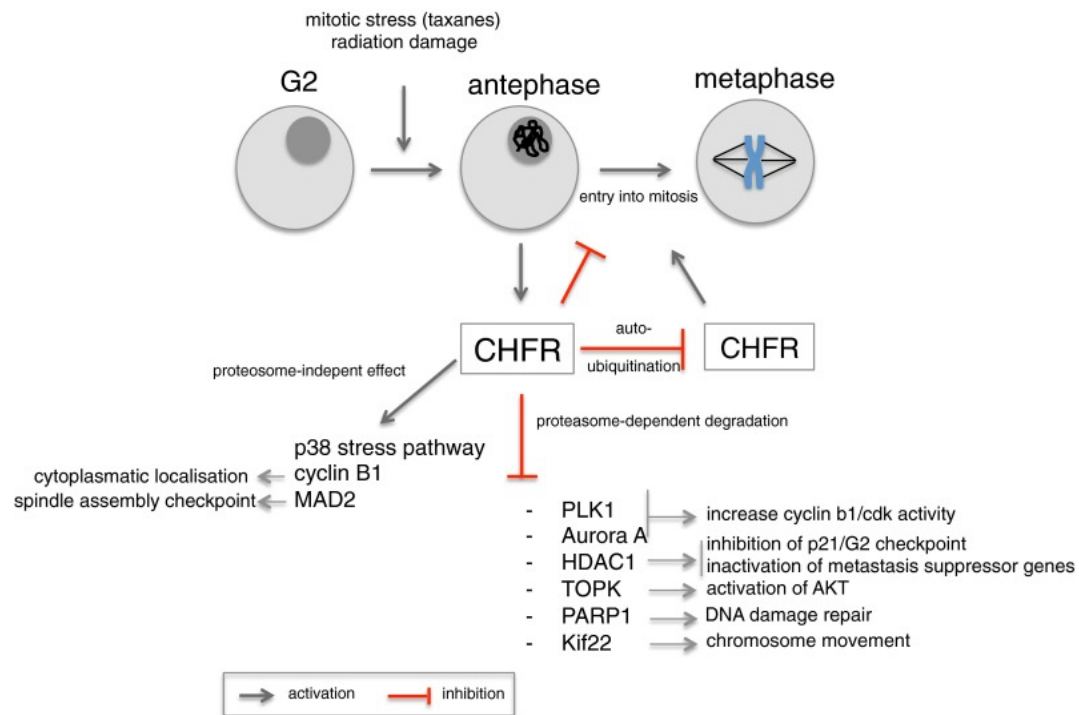 mitotic stress (taxanes)
radiation damage
G2
antephase
metaphase
entry into mitosis
CHFR
auto-
ubiquitination
CHFR
proteosome-indepent effect
proteasome-dependent degradation
p38 stress pathway
cytoplasmatic localisation
cyclin B1
spindle assembly checkpoint
MAD2
- PLK1
increase cyclin b1/cdk activity
- Aurora A
- HDAC1
inhibition of p21/G2 checkpoint
inactivation of metastasis suppressor genes
- TOPK
activation of AKT
- PARP1
DNA damage repair
- Kif22
chromosome movement
activation
inhibition